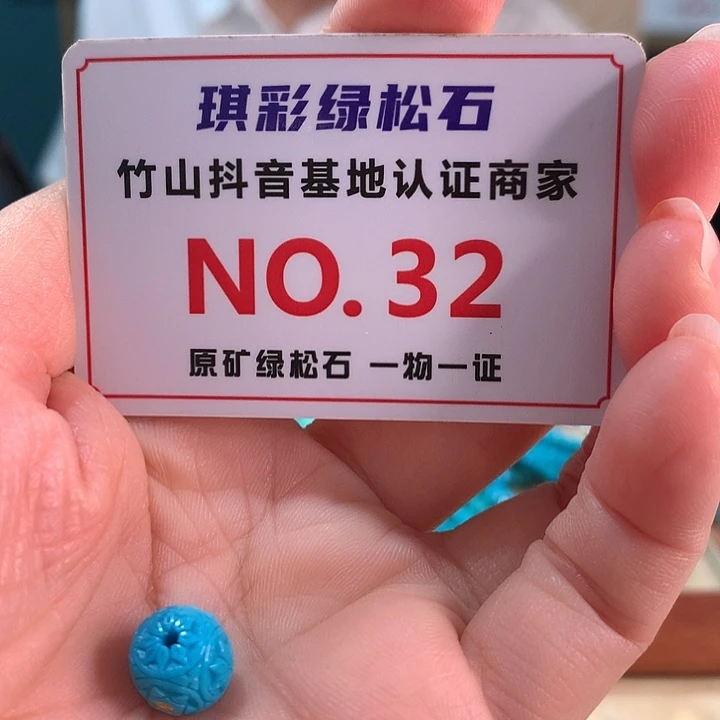 琪彩绿松石
竹山抖音基地认证商家
NO. 32
原矿绿松石 一物一证